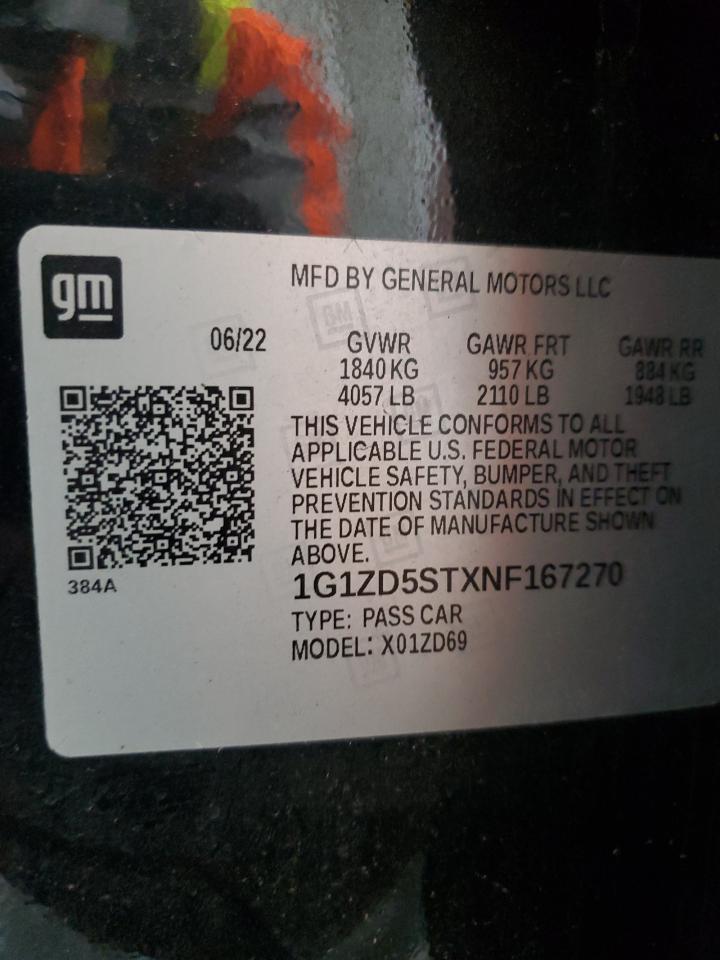 gm
MFD BY GENERAL MOTORS LLC
06/22 GVWR GAWR FRT GAWR RR
1840 KG 957 KG 884 KG
4057 LB 2110 LB 1948 LB
THIS VEHICLE CONFORMS TO ALL
APPLICABLE U.S. FEDERAL MOTOR
VEHICLE SAFETY, BUMPER, AND THEFT
PREVENTION STANDARDS IN EFFECT ON
THE DATE OF MANUFACTURE SHOWN
ABOVE.
384A
1G1ZD5STXNF167270
TYPE: PASS CAR
MODEL: X01ZD69